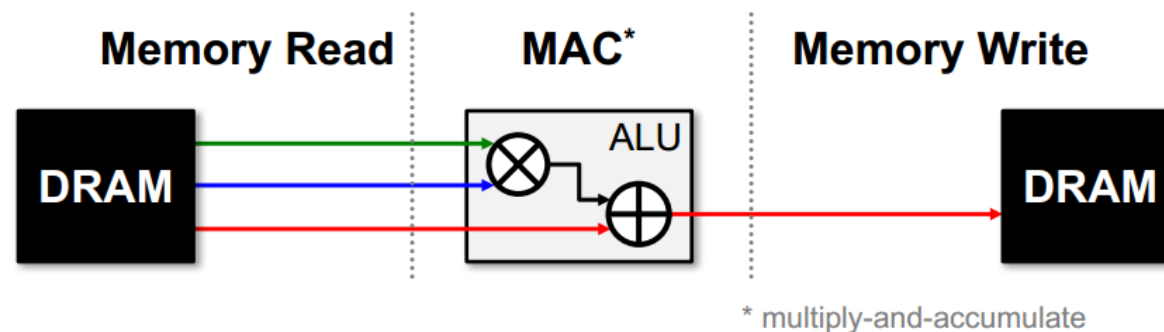 Memory Read
MAC*
Memory Write
DRAM
ALU
DRAM
* multiply-and-accumulate